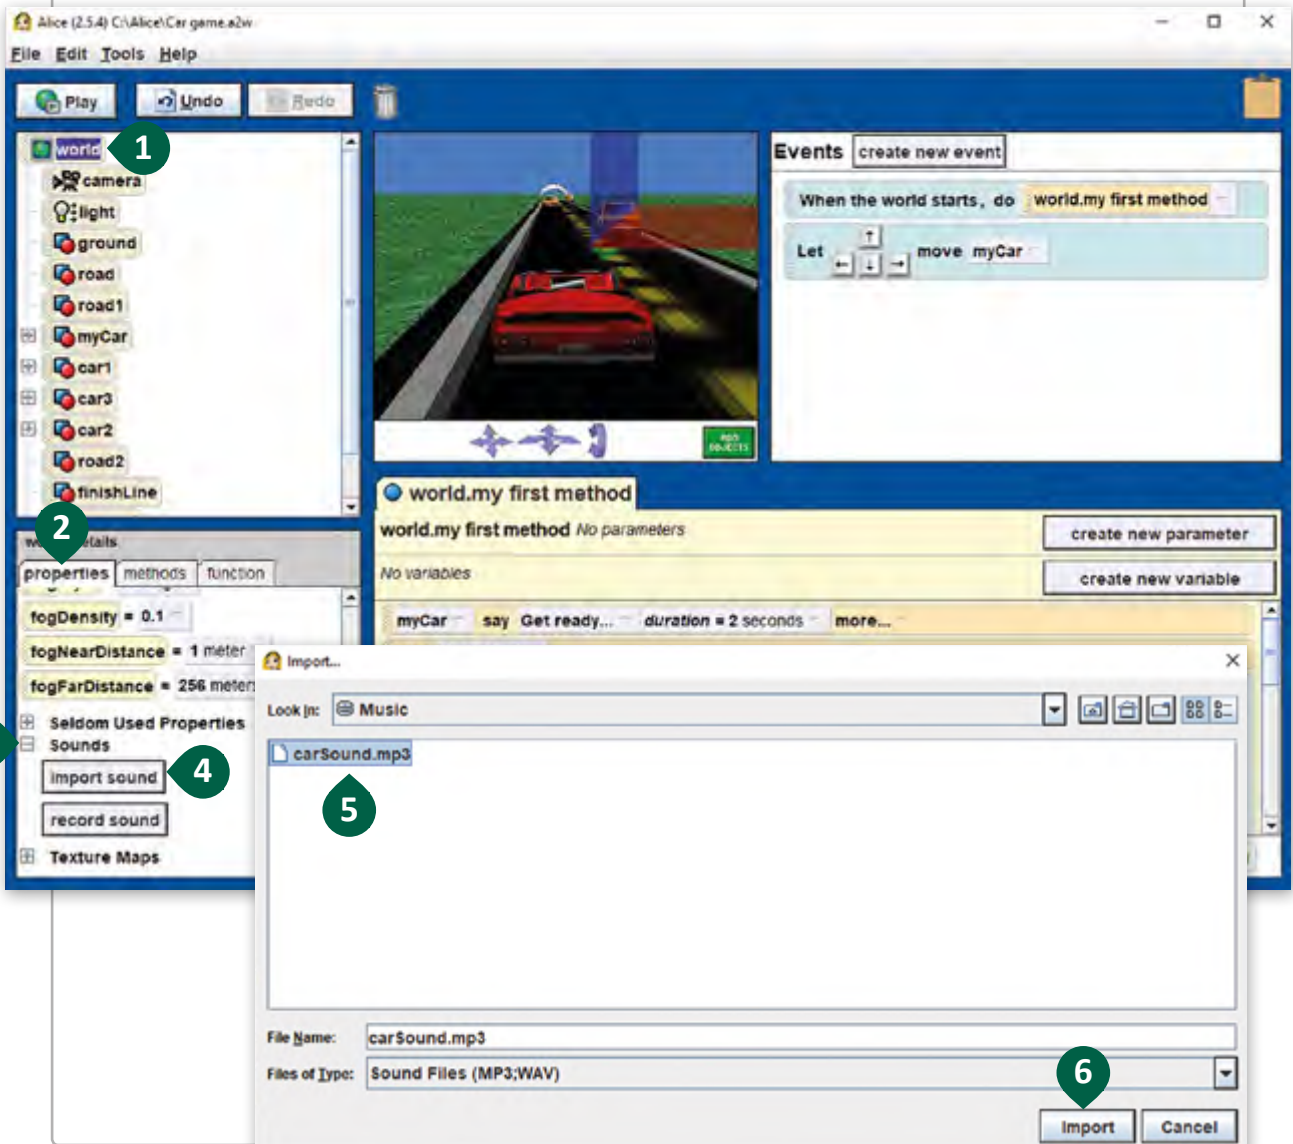 Alice (2.5.4) C:\Alice\Car game.a2w
File Edit Tools Help
Play Undo Redo
world 1
camera
light
ground
road
road1
myCar
car1
car3
car2
road2
finishLine
Events create new event
When the world starts, do world.my first method
Let ↑ ← ↓ → move myCar
ADD OBJECTS
2
properties methods function
fogDensity = 0.1
fogNearDistance = 1 meter
fogFarDistance = 256 meter
Seldom Used Properties
Sounds
import sound 4
record sound
Texture Maps
world.my first method
world.my first method No parameters
create new parameter
No variables
create new variable
myCar say Get ready... duration = 2 seconds more...
Import...
Look In: Music
carSound.mp3
5
File Name: carSound.mp3
Files of Type: Sound Files (MP3;WAV)
6
Import Cancel